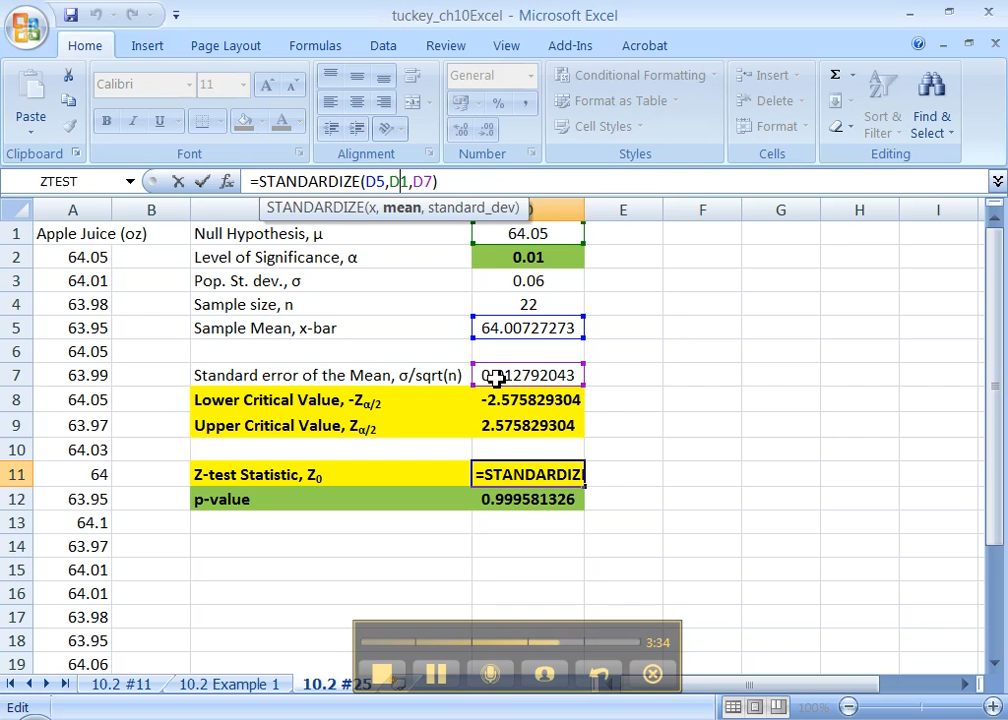 tuckey_ch10Excel - Microsoft Excel
Home Insert Page Layout Formulas Data Review View Add-Ins Acrobat
Paste
Calibri 11
B I U
A
General
% ,
Conditional Formatting
Format as Table
Cell Styles
Insert
Delete
Format
Σ
Sort & Filter
Find & Select
Clipboard Font Alignment Number Styles Cells Editing
ZTEST fx =STANDARDIZE(D5,D1,D7)
STANDARDIZE(x, mean, standard_dev)
A B E F G H I
1 Apple Juice (oz) Null Hypothesis, μ 64.05
2 64.05 Level of Significance, α 0.01
3 64.01 Pop. St. dev., σ 0.06
4 63.98 Sample size, n 22
5 63.95 Sample Mean, x-bar 64.00727273
6 64.05
7 63.99 Standard error of the Mean, σ/sqrt(n) 0.012792043
8 64.05 Lower Critical Value, -Zα/2 -2.575829304
9 63.97 Upper Critical Value, Zα/2 2.575829304
10 64.03
11 64 Z-test Statistic, Z0 =STANDARDIZE
12 63.95 p-value 0.999581326
13 64.1
14 63.97
15 64.01
16 64.01
17 63.98
18 63.95
19 64.06
3:34
10.2 #11 10.2 Example 1 10.2 #25
Edit 100%